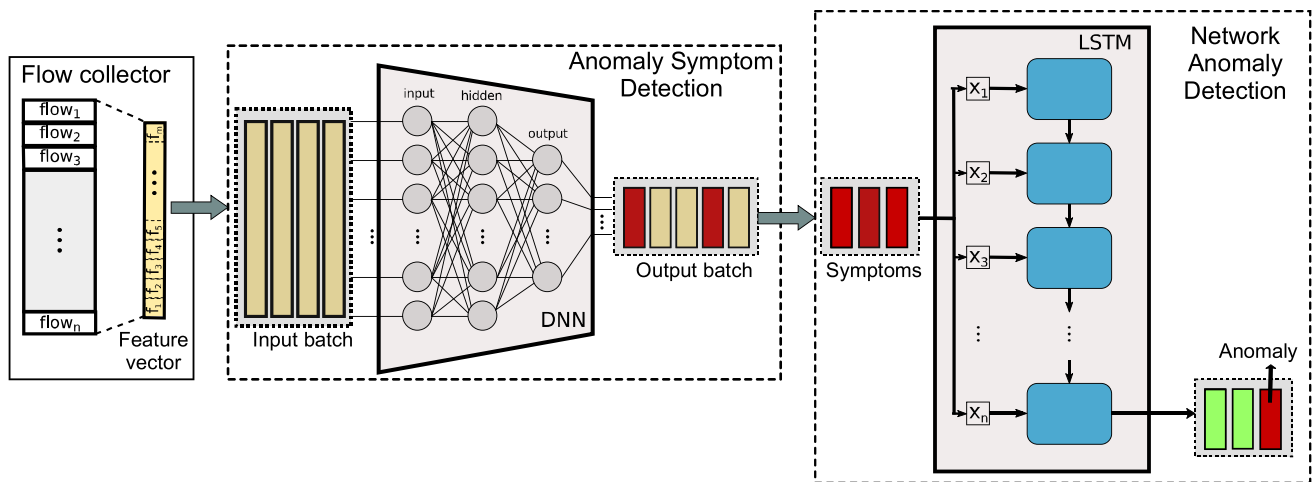 Flow collector
flow1
flow2
flow3
...
flown
f1 f2 f3 f4 f5 ... fm
Feature
vector
Anomaly Symptom
Detection
Input batch
input
hidden
output
DNN
Output batch
Network
Anomaly
Detection
Symptoms
LSTM
x1
x2
x3
...
xn
Anomaly